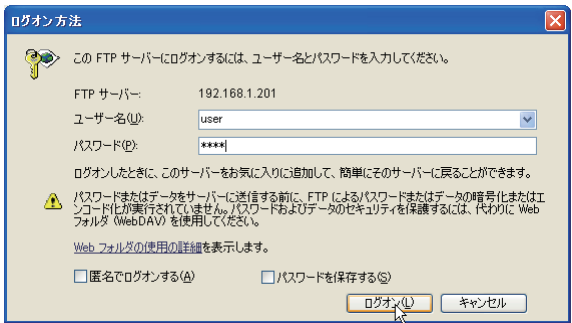 ログオン方法
この FTP サーバーにログオンするには、ユーザー名とパスワードを入力してください。
FTP サーバー: 192.168.1.201
ユーザー名(U): user
パスワード(P): ****
ログオンしたときに、このサーバーをお気に入りに追加して、簡単にそのサーバーに戻ることができます。
パスワードまたはデータをサーバーに送信する前に、FTP によるパスワードまたはデータの暗号化またはエ
ンコード化が実行されていません。パスワードおよびデータのセキュリティを保護するには、代わりに Web
フォルダ (WebDAV) を使用してください。
Web フォルダの使用の詳細を表示します。
匿名でログオンする(A) パスワードを保存する(S)
ログオン(L) キャンセル